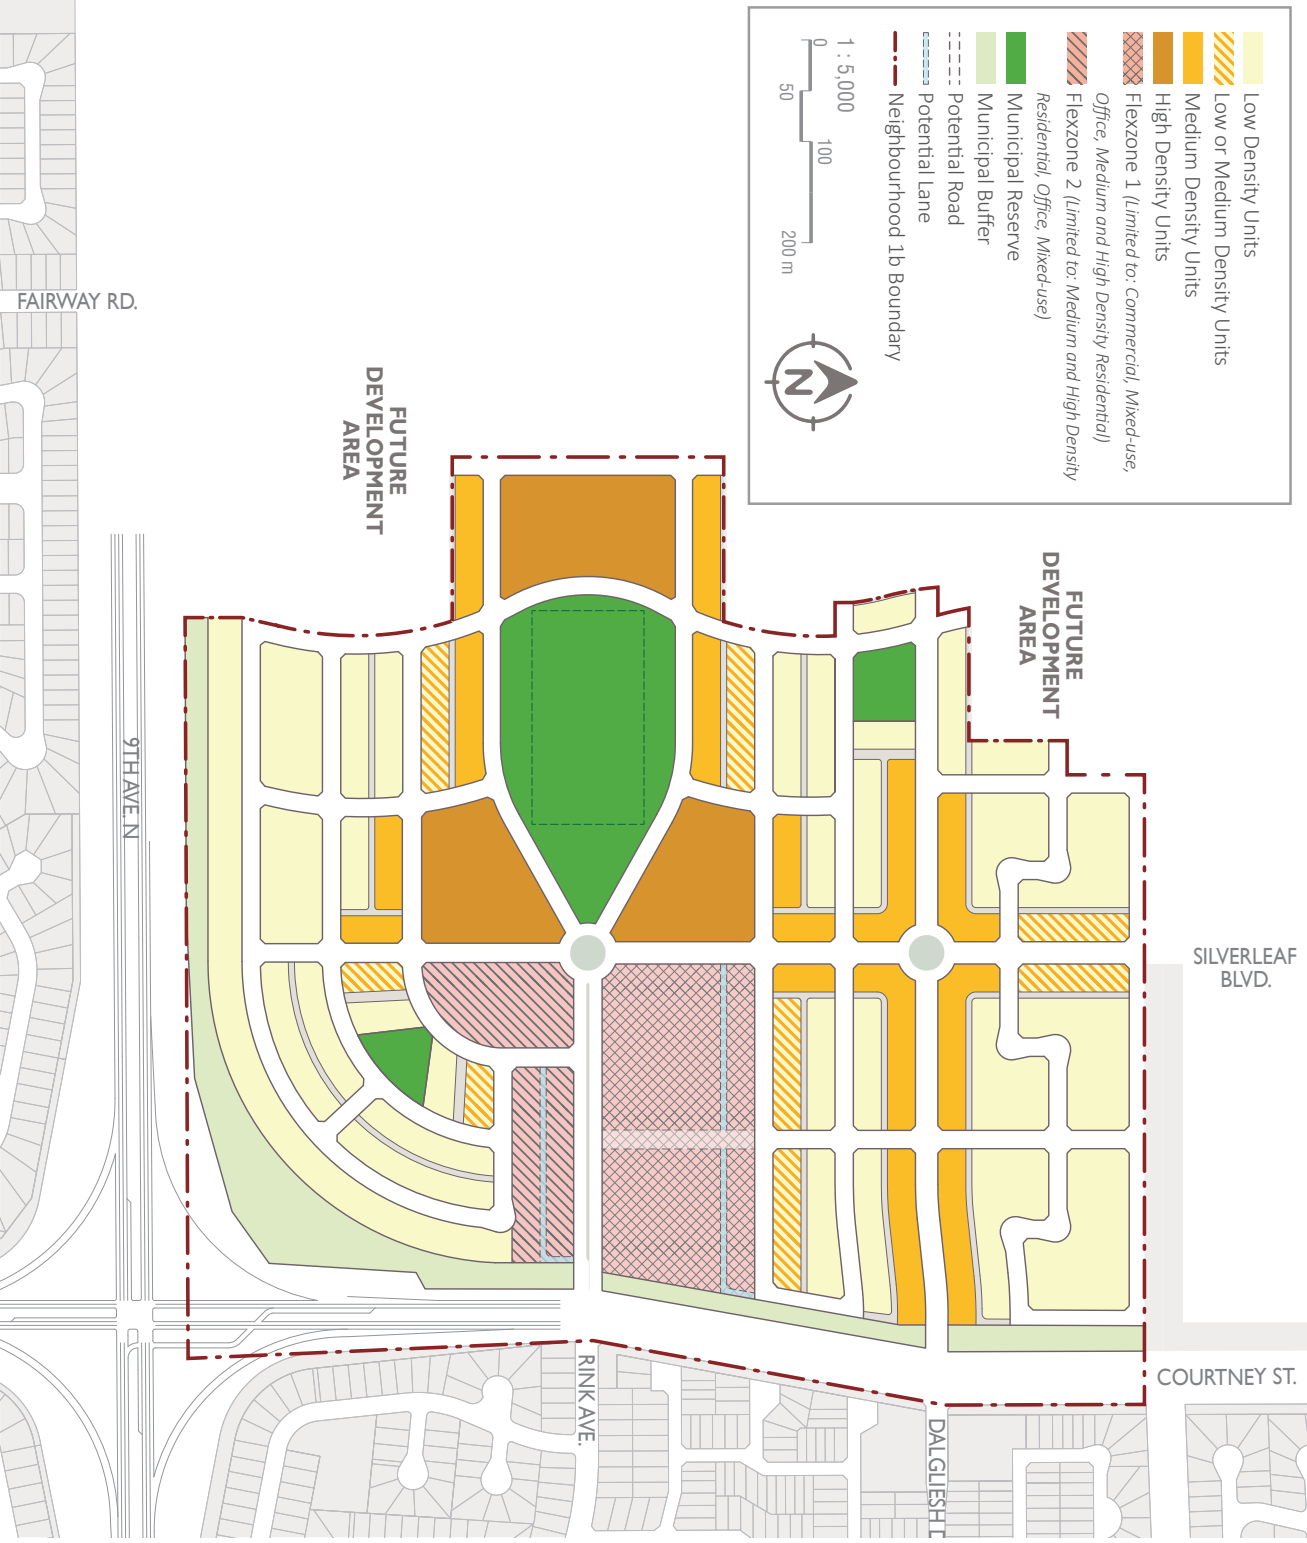 Low Density Units
Low or Medium Density Units
Medium Density Units
High Density Units
Flexzone 1 (Limited to: Commercial, Mixed-use,
Office, Medium and High Density Residential)
Flexzone 2 (Limited to: Medium and High Density
Residential, Office, Mixed-use)
Municipal Reserve
Municipal Buffer
Potential Road
Potential Lane
Neighbourhood 1b Boundary
1 : 5,000
0
50
100
200 m
N
FAIRWAY RD.
FUTURE
DEVELOPMENT
AREA
FUTURE
DEVELOPMENT
AREA
9TH AVE. N
SILVERLEAF
BLVD.
COURTNEY ST.
RINK AVE.
DALGLIESH D